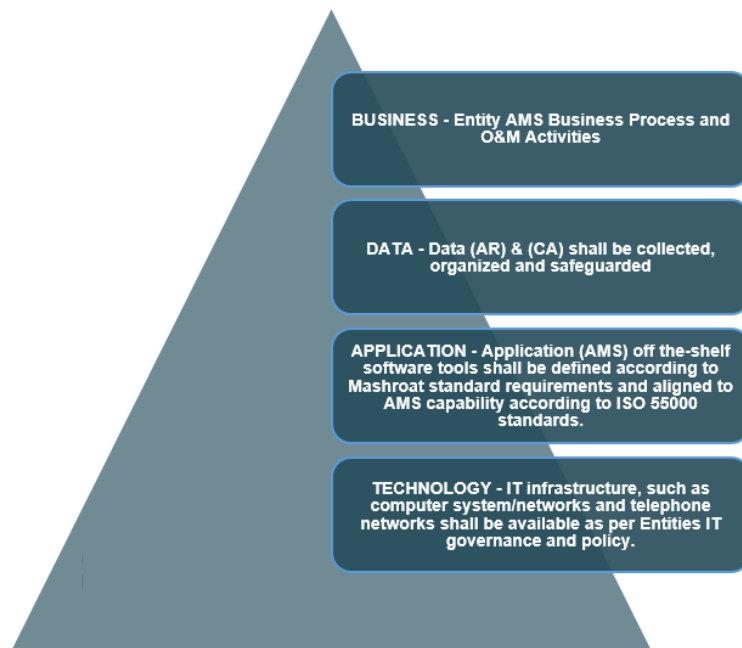 BUSINESS - Entity AMS Business Process and
O&M Activities
DATA - Data (AR) & (CA) shall be collected,
organized and safeguarded
APPLICATION - Application (AMS) off the-shelf
software tools shall be defined according to
Mashroat standard requirements and aligned to
AMS capability according to ISO 55000
standards.
TECHNOLOGY - IT infrastructure, such as
computer system/networks and telephone
networks shall be available as per Entities IT
governance and policy.